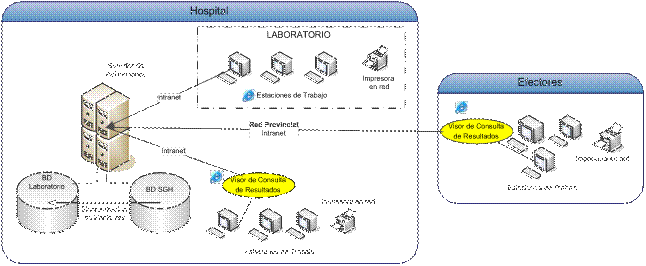 Hospital
LABORATORIO
Impresora
en red
Estaciones de Trabajo
Servidor de
Intranet
Red Provincial
Intranet
Intranet
Visor de Consulta
de Resultados
BD
Laboratorio
BD SGH
Efectores
Visor de Consulta
de Resultados
Impresora en red
Estaciones de Trabajo
Impresora en red
Estaciones de Trabajo